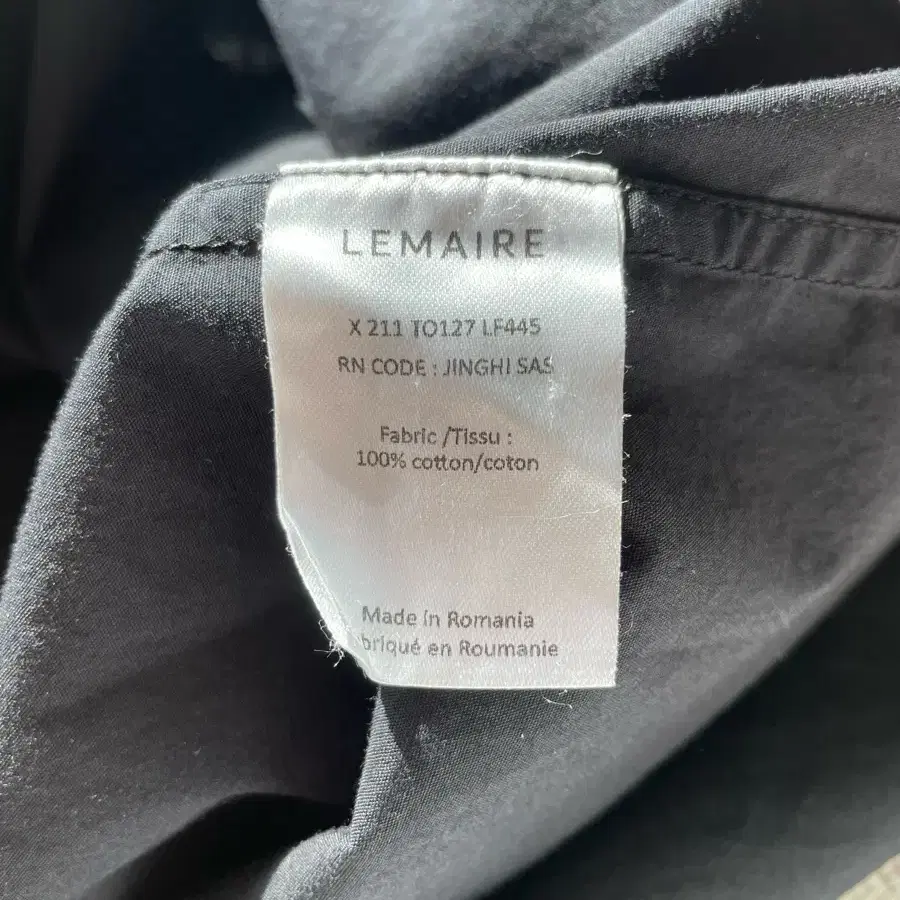 LEMAIRE
X 211 TO127 LF445
RN CODE : JINGHI SAS
Fabric /Tissu :
100% cotton/coton
Made in Romania
briqué en Roumanie